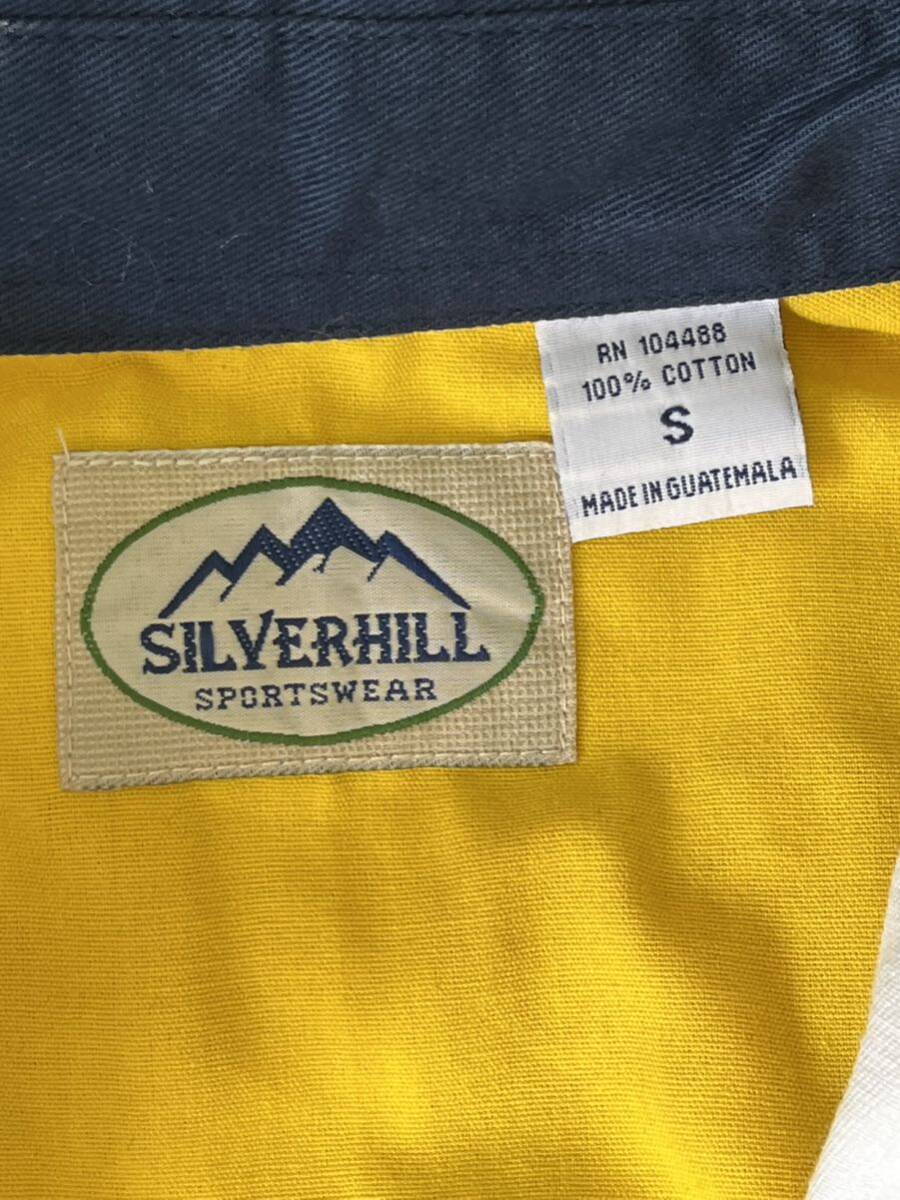 RN 104488
100% COTTON
S
MADE IN GUATEMALA
SILVERHILL
SPORTSWEAR